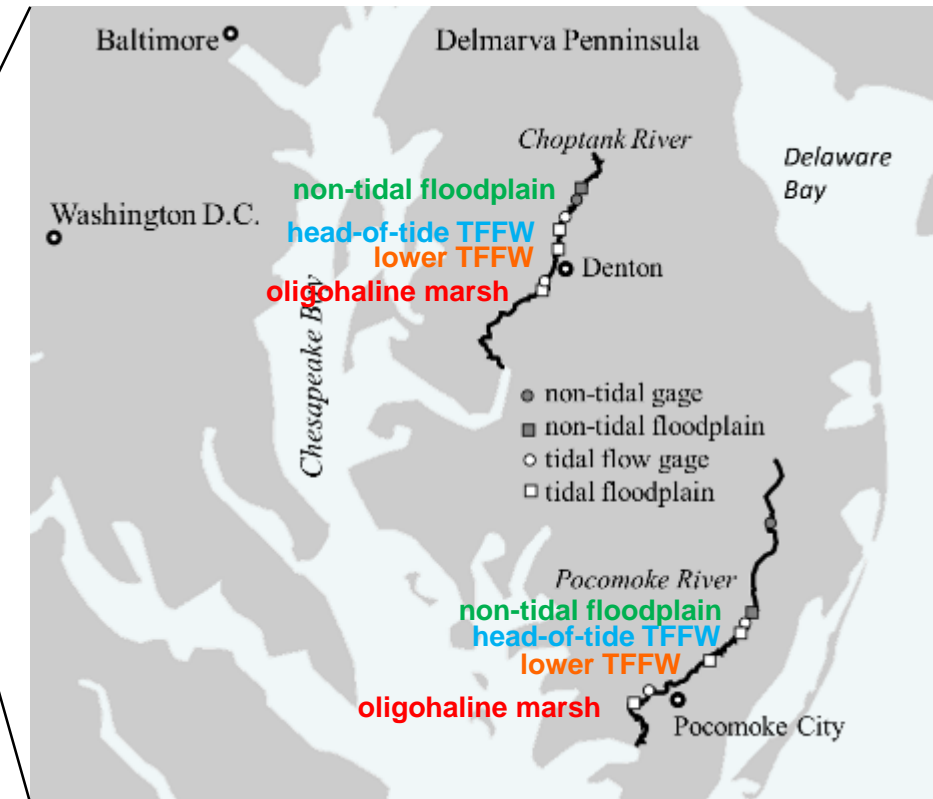 Baltimore
Delmarva Penninsula
Choptank River
Delaware
Bay
non-tidal floodplain
Washington D.C.
head-of-tide TFFW
lower TFFW
Denton
oligohaline marsh
Chesapeake Bay
non-tidal gage
non-tidal floodplain
tidal flow gage
tidal floodplain
Pocomoke River
non-tidal floodplain
head-of-tide TFFW
lower TFFW
oligohaline marsh
Pocomoke City